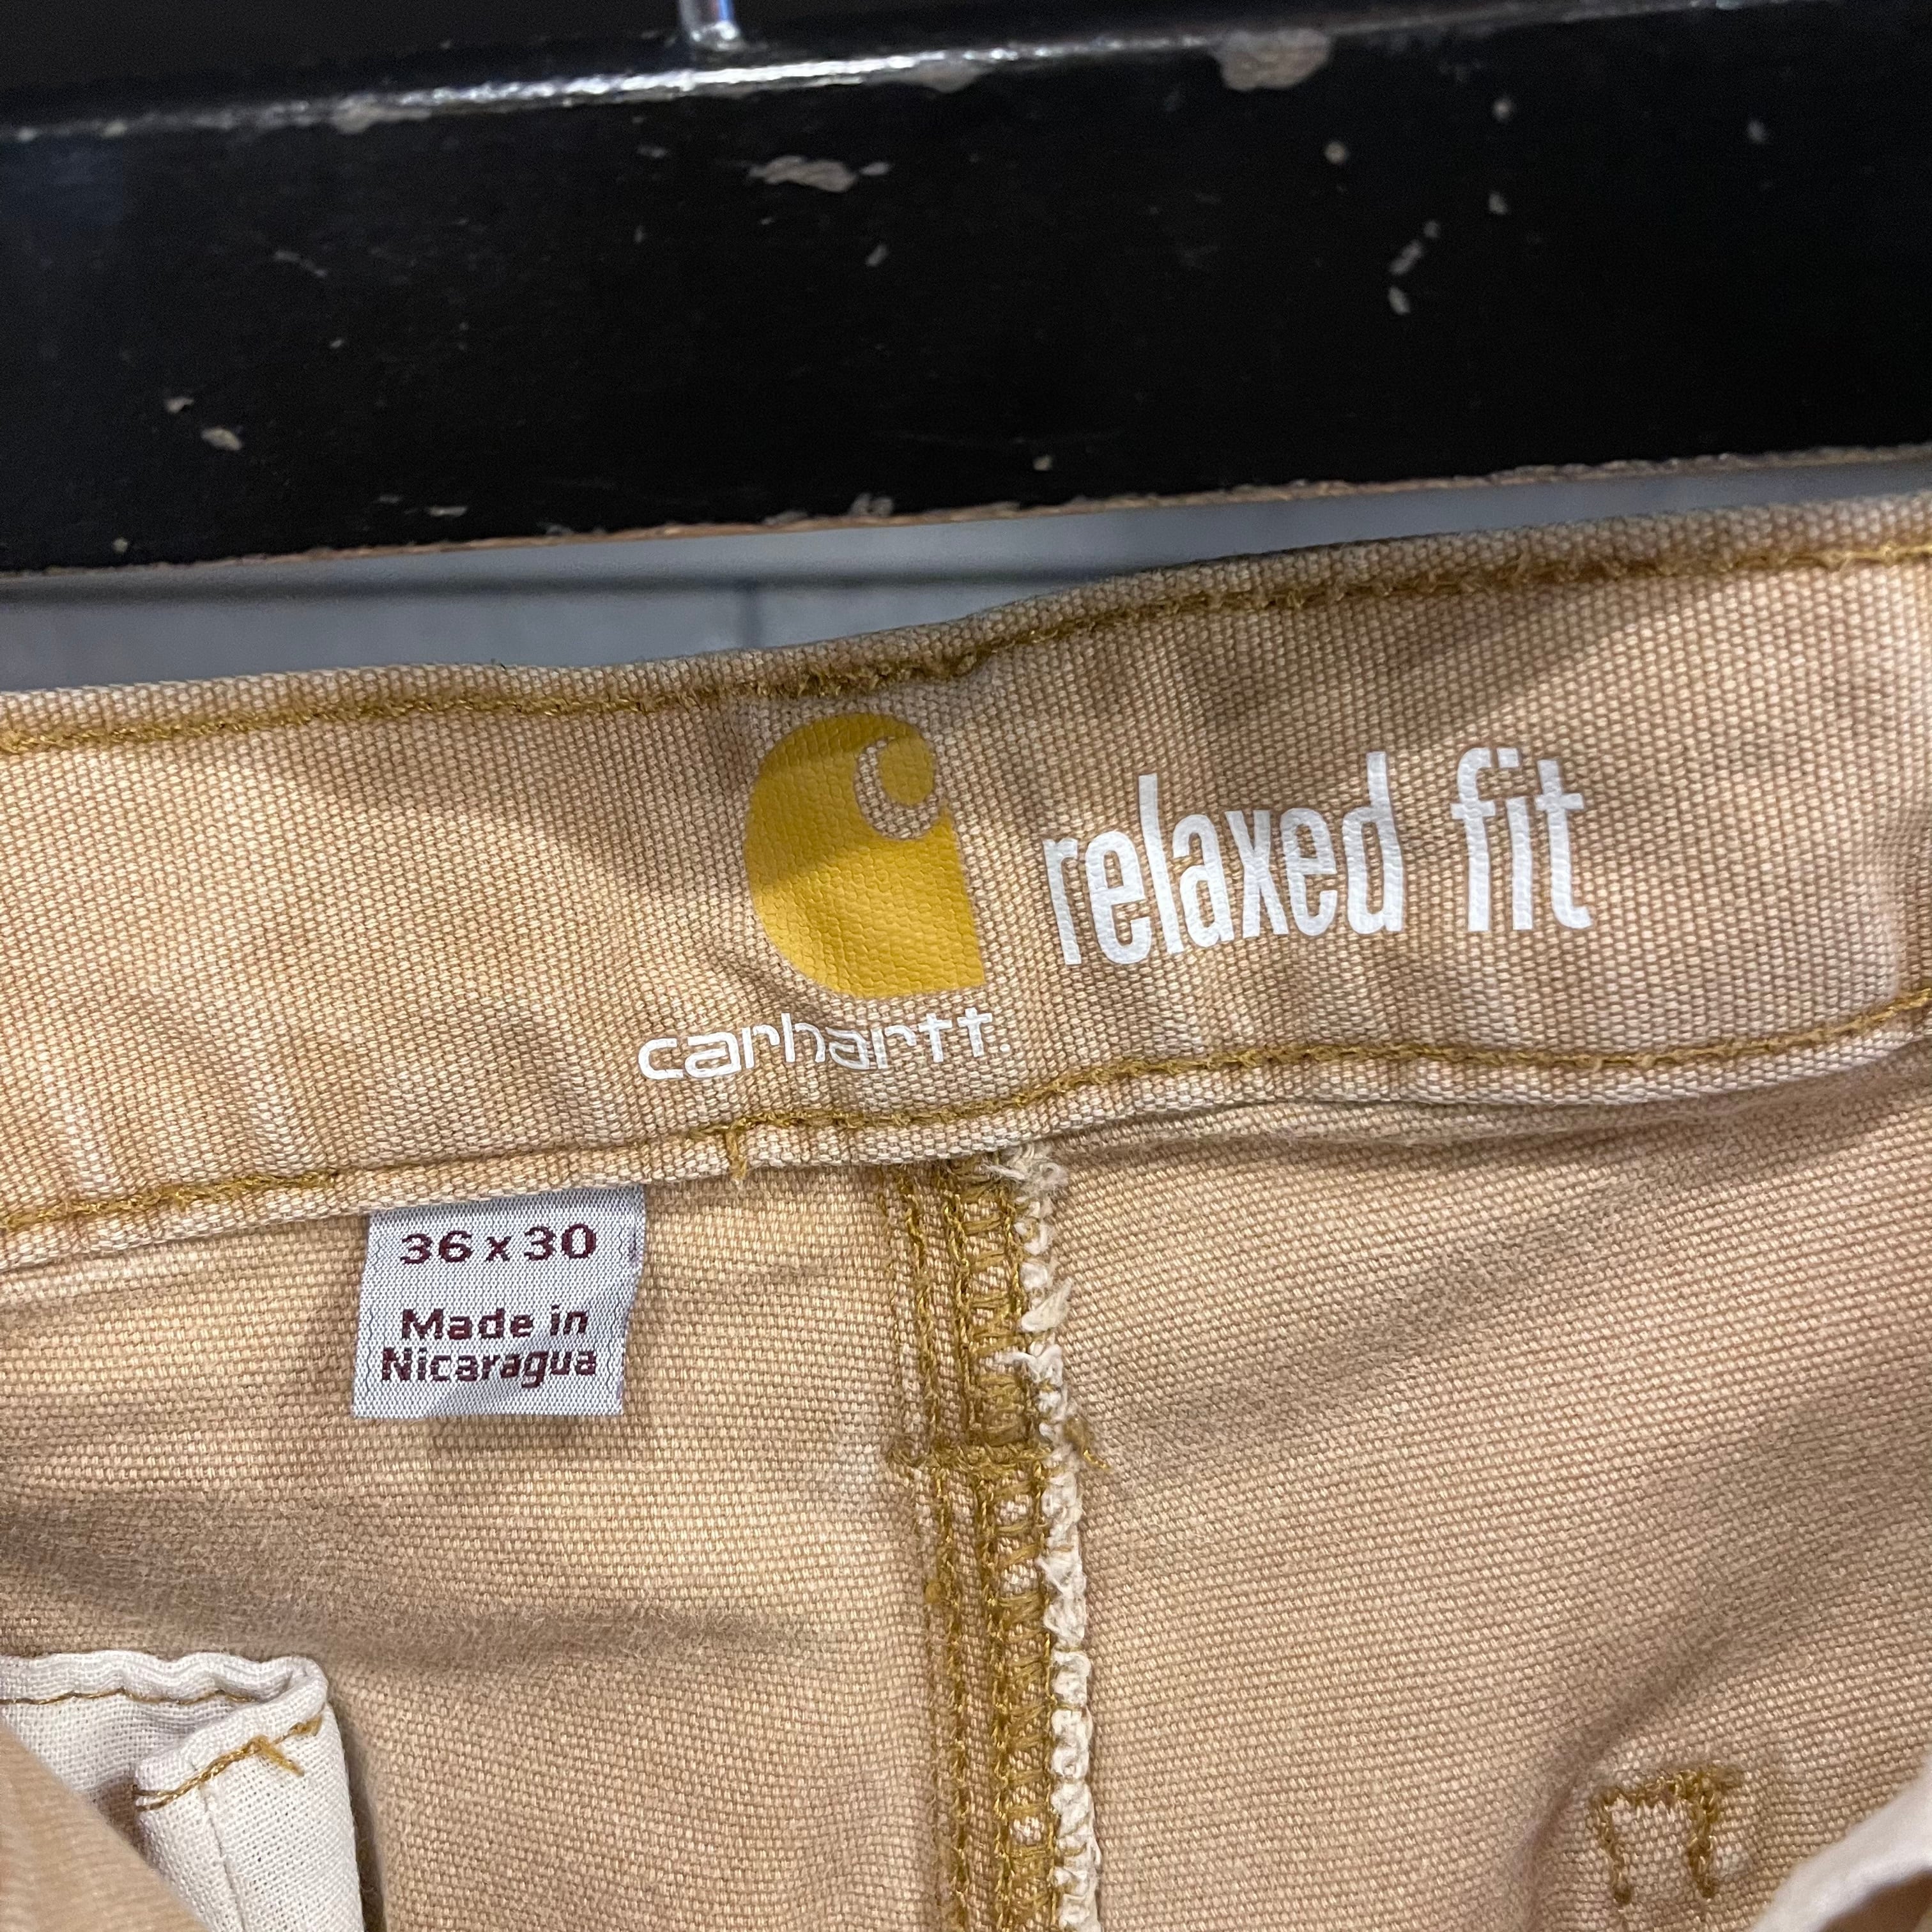 relaxed fit
carhartt.
36 x 30
Made in
Nicaragua